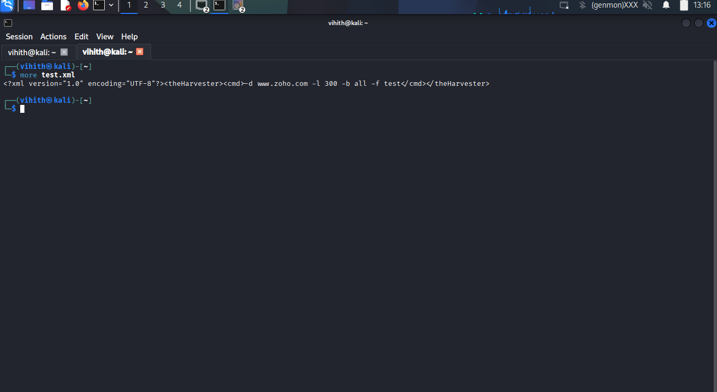 1 2 3 4 (genmon)XXX 13:16
vihith@kali: ~
Session Actions Edit View Help
vihith@kali: ~ vihith@kali: ~
┌──(vihith㉿kali)-[~]
└─$ more test.xml
<?xml version="1.0" encoding="UTF-8"?><theHarvester><cmd>-d www.zoho.com -l 300 -b all -f test</cmd></theHarvester>
┌──(vihith㉿kali)-[~]
└─$